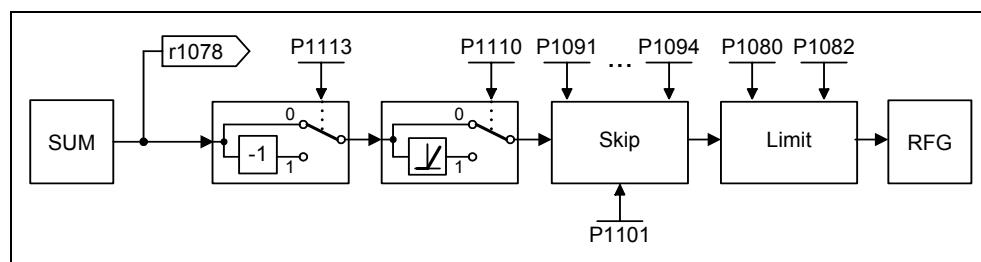 r1078
P1113
P1110
P1091
...
P1094
P1080
P1082
SUM
0
-1
1
0
1
Skip
Limit
RFG
P1101